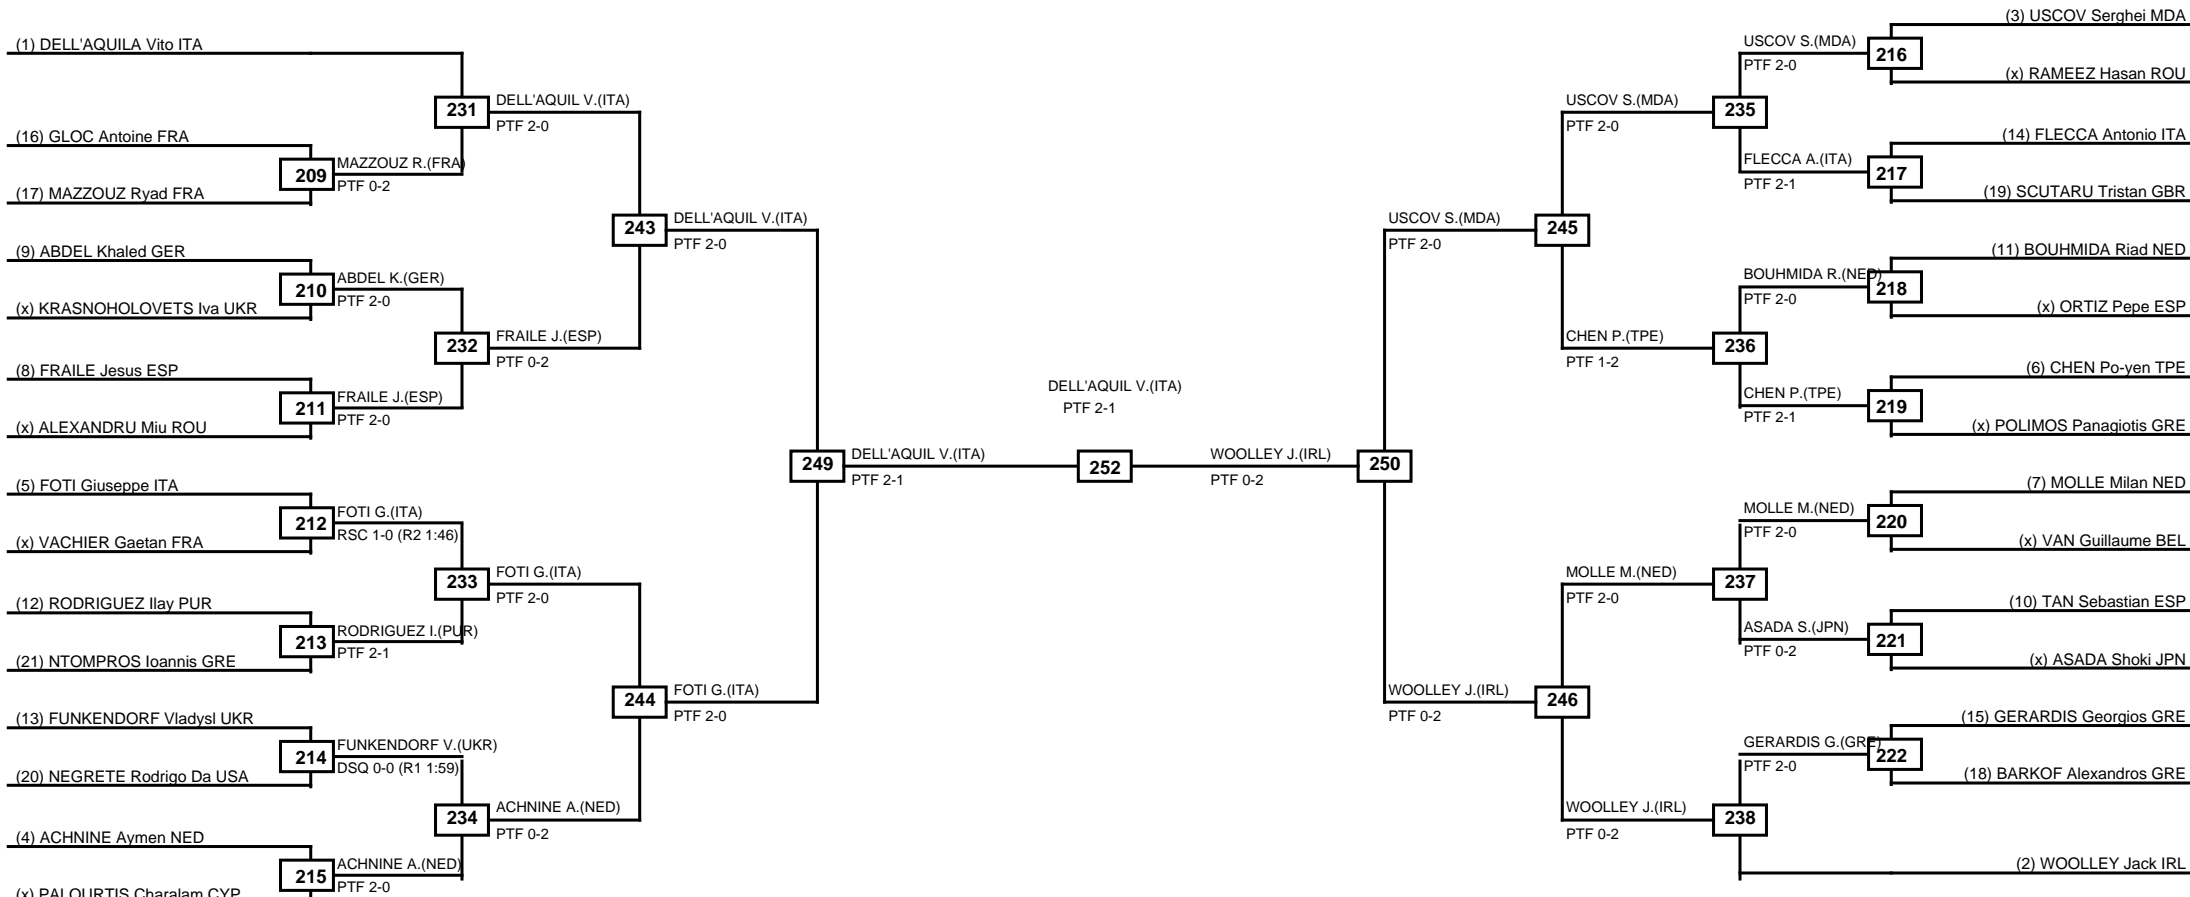 (1) DELL'AQUILA Vito ITA
(16) GLOC Antoine FRA
(17) MAZZOUZ Ryad FRA
(9) ABDEL Khaled GER
(x) KRASNOHOLOVETS Iva UKR
(8) FRAILE Jesus ESP
(x) ALEXANDRU Miu ROU
(5) FOTI Giuseppe ITA
(x) VACHIER Gaetan FRA
(12) RODRIGUEZ Ilay PUR
(21) NTOMPROS Ioannis GRE
(13) FUNKENDORF Vladysl UKR
(20) NEGRETE Rodrigo Da USA
(4) ACHNINE Aymen NED
(x) PALOURTIS Charalam CYP
209
MAZZOUZ R.(FRA)
PTF 0-2
210
ABDEL K.(GER)
PTF 2-0
211
FRAILE J.(ESP)
PTF 2-0
212
FOTI G.(ITA)
RSC 1-0 (R2 1:46)
213
RODRIGUEZ I.(PUR)
PTF 2-1
214
FUNKENDORF V.(UKR)
DSQ 0-0 (R1 1:59)
215
ACHNINE A.(NED)
PTF 2-0
231
DELL'AQUIL V.(ITA)
PTF 2-0
232
FRAILE J.(ESP)
PTF 0-2
233
FOTI G.(ITA)
PTF 2-0
234
ACHNINE A.(NED)
PTF 0-2
243
DELL'AQUIL V.(ITA)
PTF 2-0
244
FOTI G.(ITA)
PTF 2-0
249
DELL'AQUIL V.(ITA)
PTF 2-1
DELL'AQUIL V.(ITA)
PTF 2-1
252
WOOLLEY J.(IRL)
PTF 0-2
250
USCOV S.(MDA)
PTF 2-0
245
WOOLLEY J.(IRL)
PTF 0-2
246
USCOV S.(MDA)
PTF 2-0
235
CHEN P.(TPE)
PTF 1-2
236
MOLLE M.(NED)
PTF 2-0
237
WOOLLEY J.(IRL)
PTF 0-2
238
USCOV S.(MDA)
PTF 2-0
216
FLECCA A.(ITA)
PTF 2-1
217
BOUHMIDA R.(NED)
PTF 2-0
218
CHEN P.(TPE)
PTF 2-1
219
MOLLE M.(NED)
PTF 2-0
220
ASADA S.(JPN)
PTF 0-2
221
GERARDIS G.(GRE)
PTF 2-0
222
(3) USCOV Serghei MDA
(x) RAMEEZ Hasan ROU
(14) FLECCA Antonio ITA
(19) SCUTARU Tristan GBR
(11) BOUHMIDA Riad NED
(x) ORTIZ Pepe ESP
(6) CHEN Po-yen TPE
(x) POLIMOS Panagiotis GRE
(7) MOLLE Milan NED
(x) VAN Guillaume BEL
(10) TAN Sebastian ESP
(x) ASADA Shoki JPN
(15) GERARDIS Georgios GRE
(18) BARKOF Alexandros GRE
(2) WOOLLEY Jack IRL